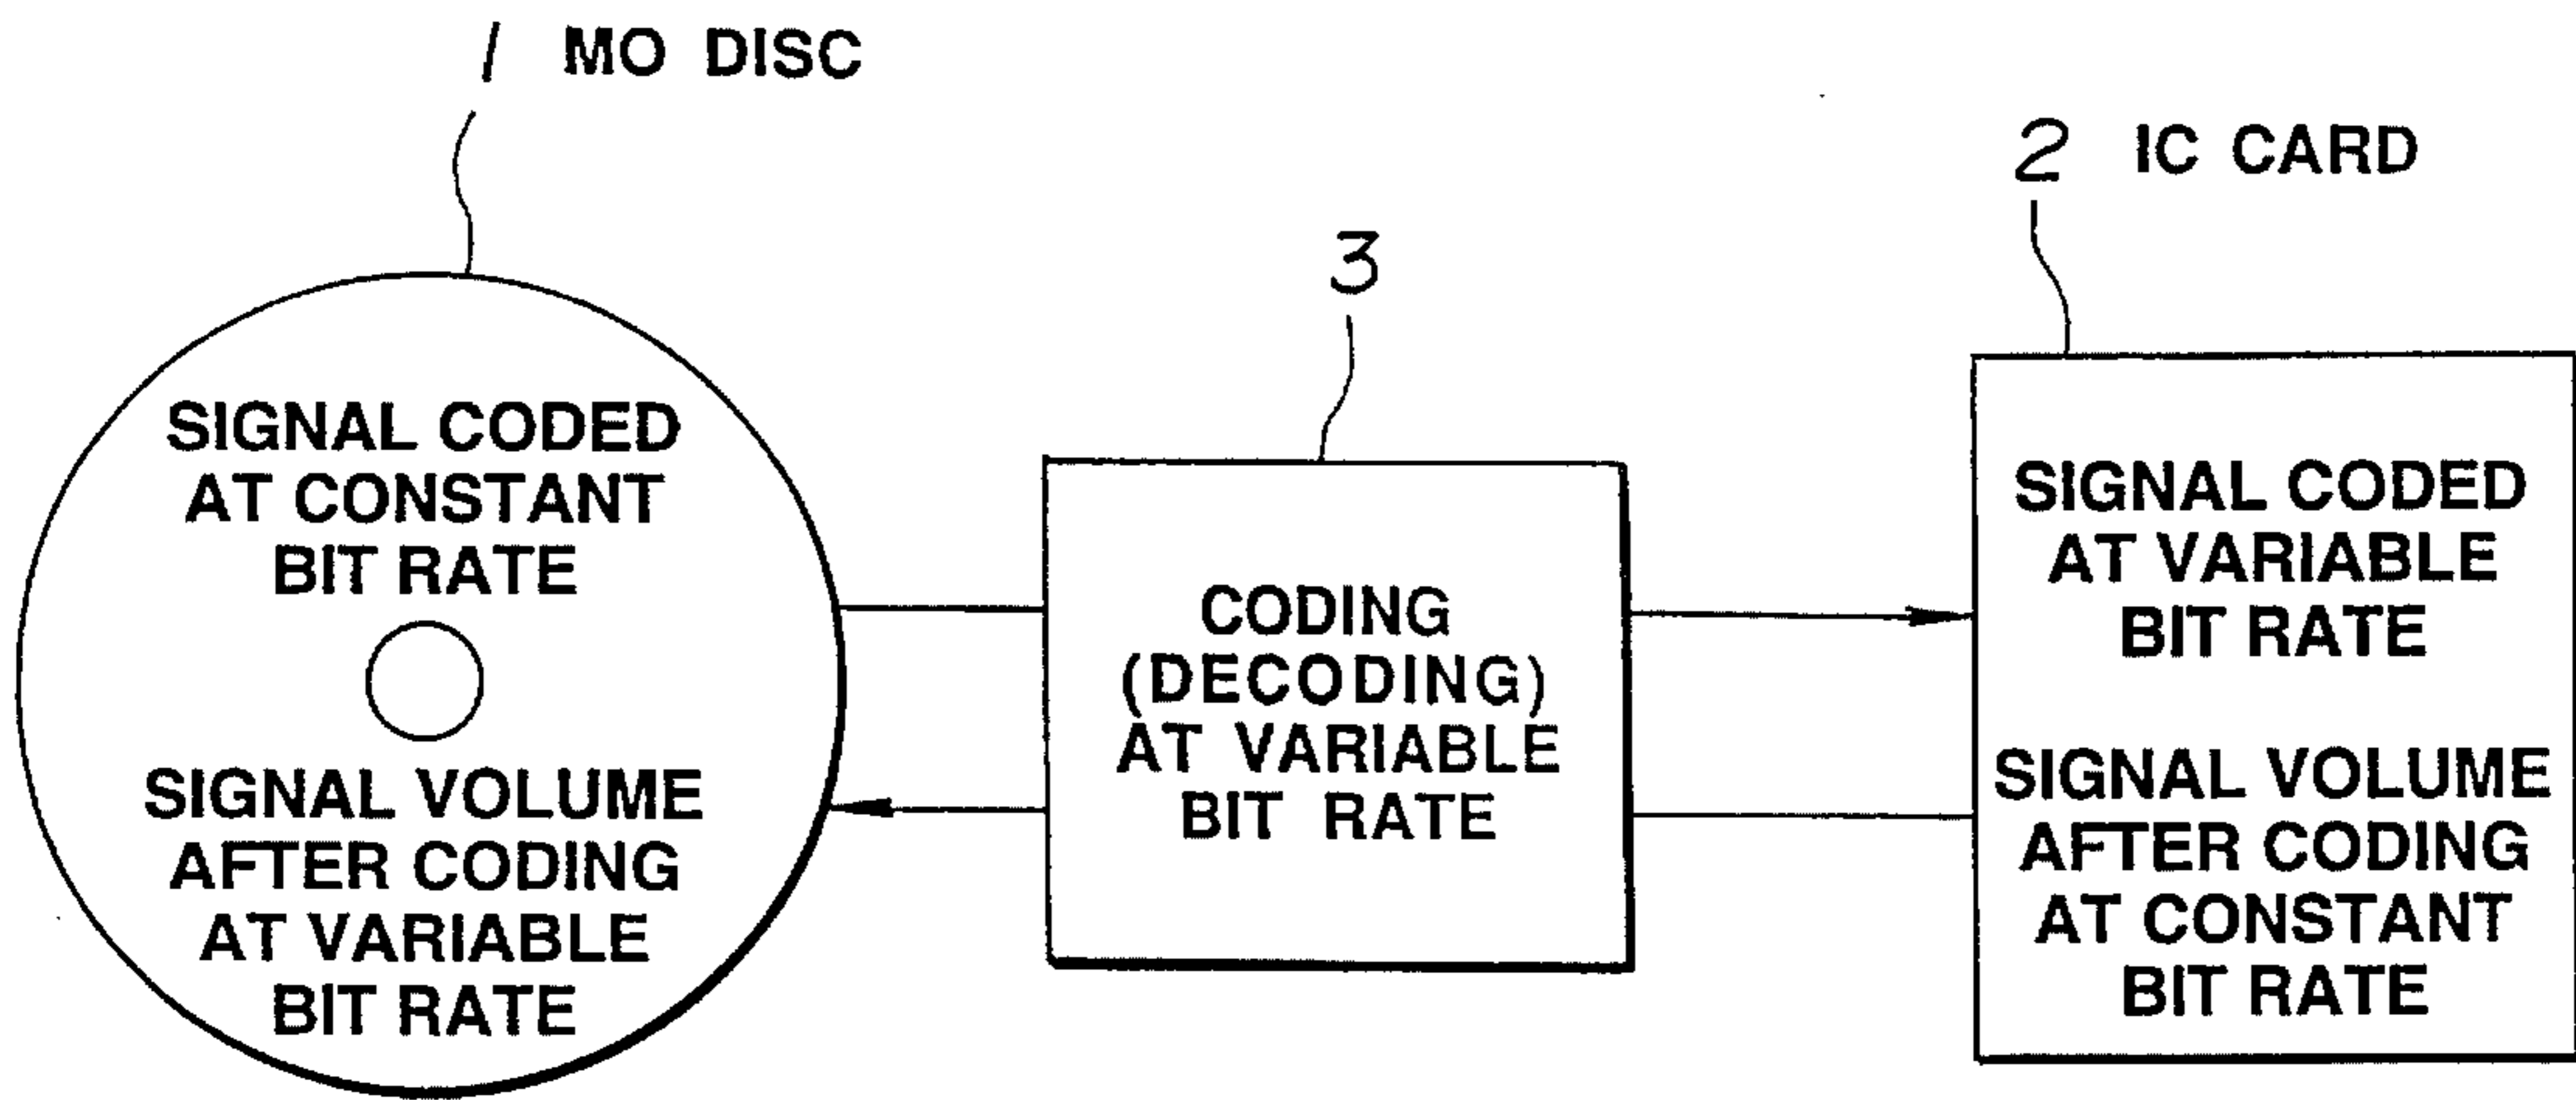 1 MO DISC
2 IC CARD
3
SIGNAL CODED
AT CONSTANT
BIT RATE
SIGNAL VOLUME
AFTER CODING
AT VARIABLE
BIT RATE
CODING
(DECODING)
AT VARIABLE
BIT RATE
SIGNAL CODED
AT VARIABLE
BIT RATE
SIGNAL VOLUME
AFTER CODING
AT CONSTANT
BIT RATE